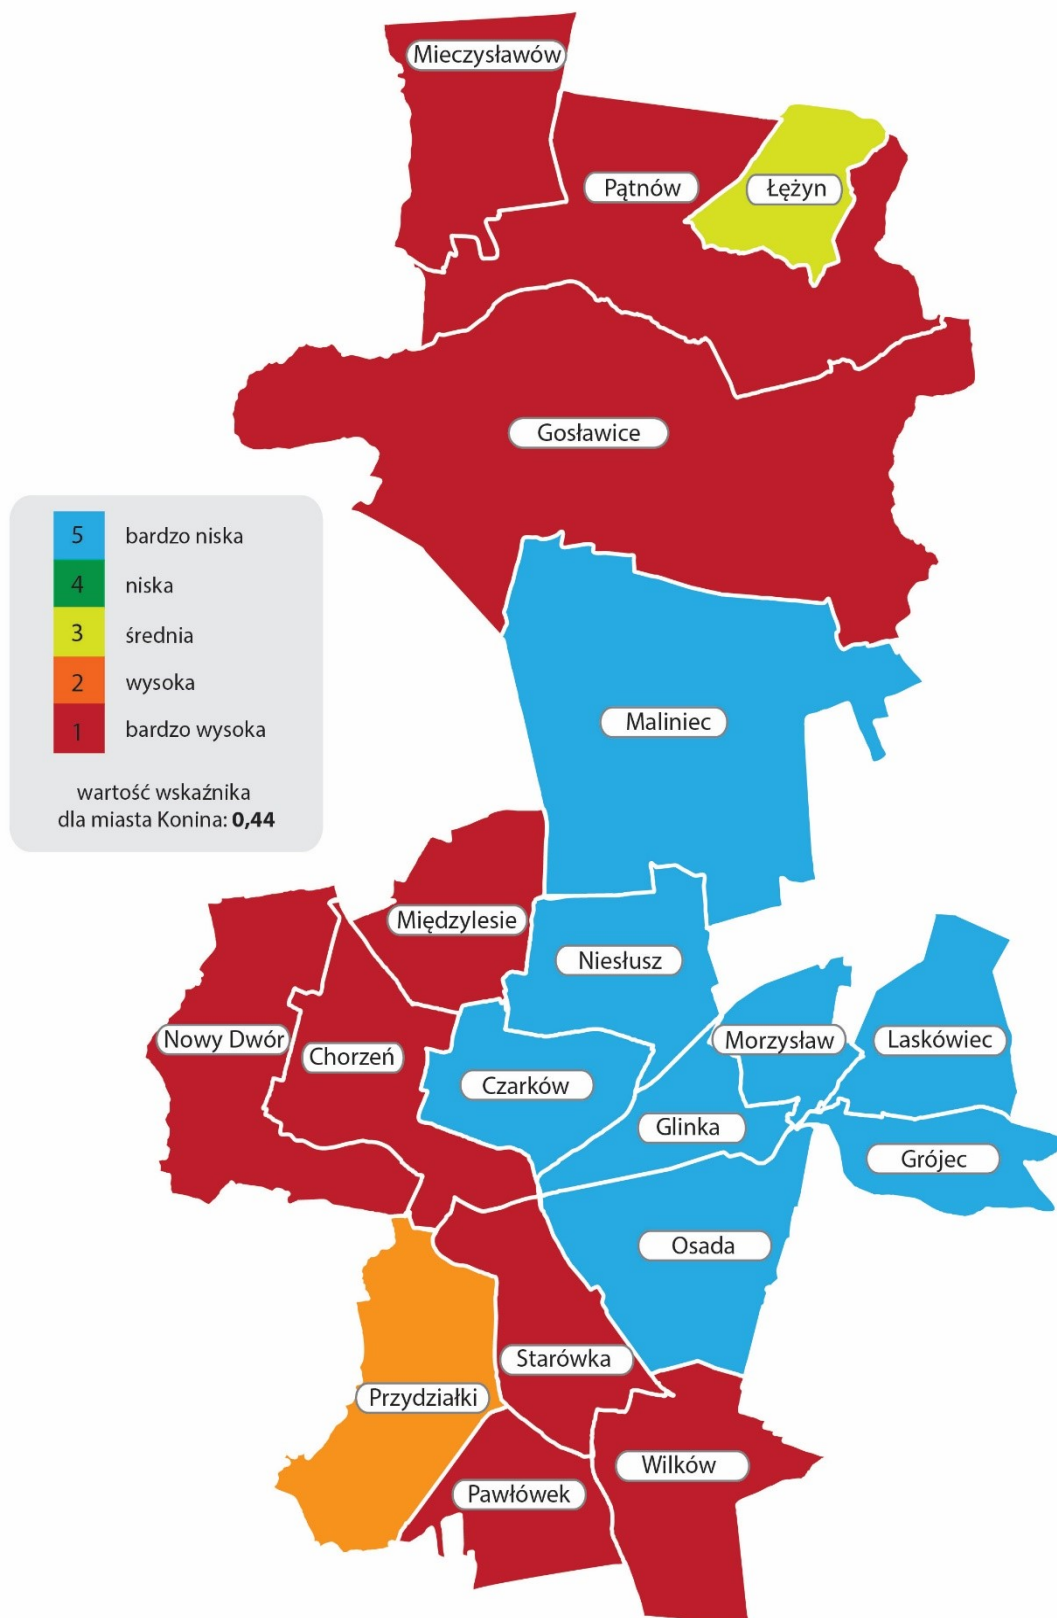 Mieczysławów
Pątnów
Łężyn
Gosławice
5 bardzo niska
4 niska
3 średnia
2 wysoka
1 bardzo wysoka
wartość wskaźnika
dla miasta Konina: 0,44
Maliniec
Międzylesie
Niesłusz
Nowy Dwór
Chorzeń
Morzysław
Laskówiec
Czarków
Glinka
Grójec
Osada
Starówka
Przydziałki
Wilków
Pawłówek